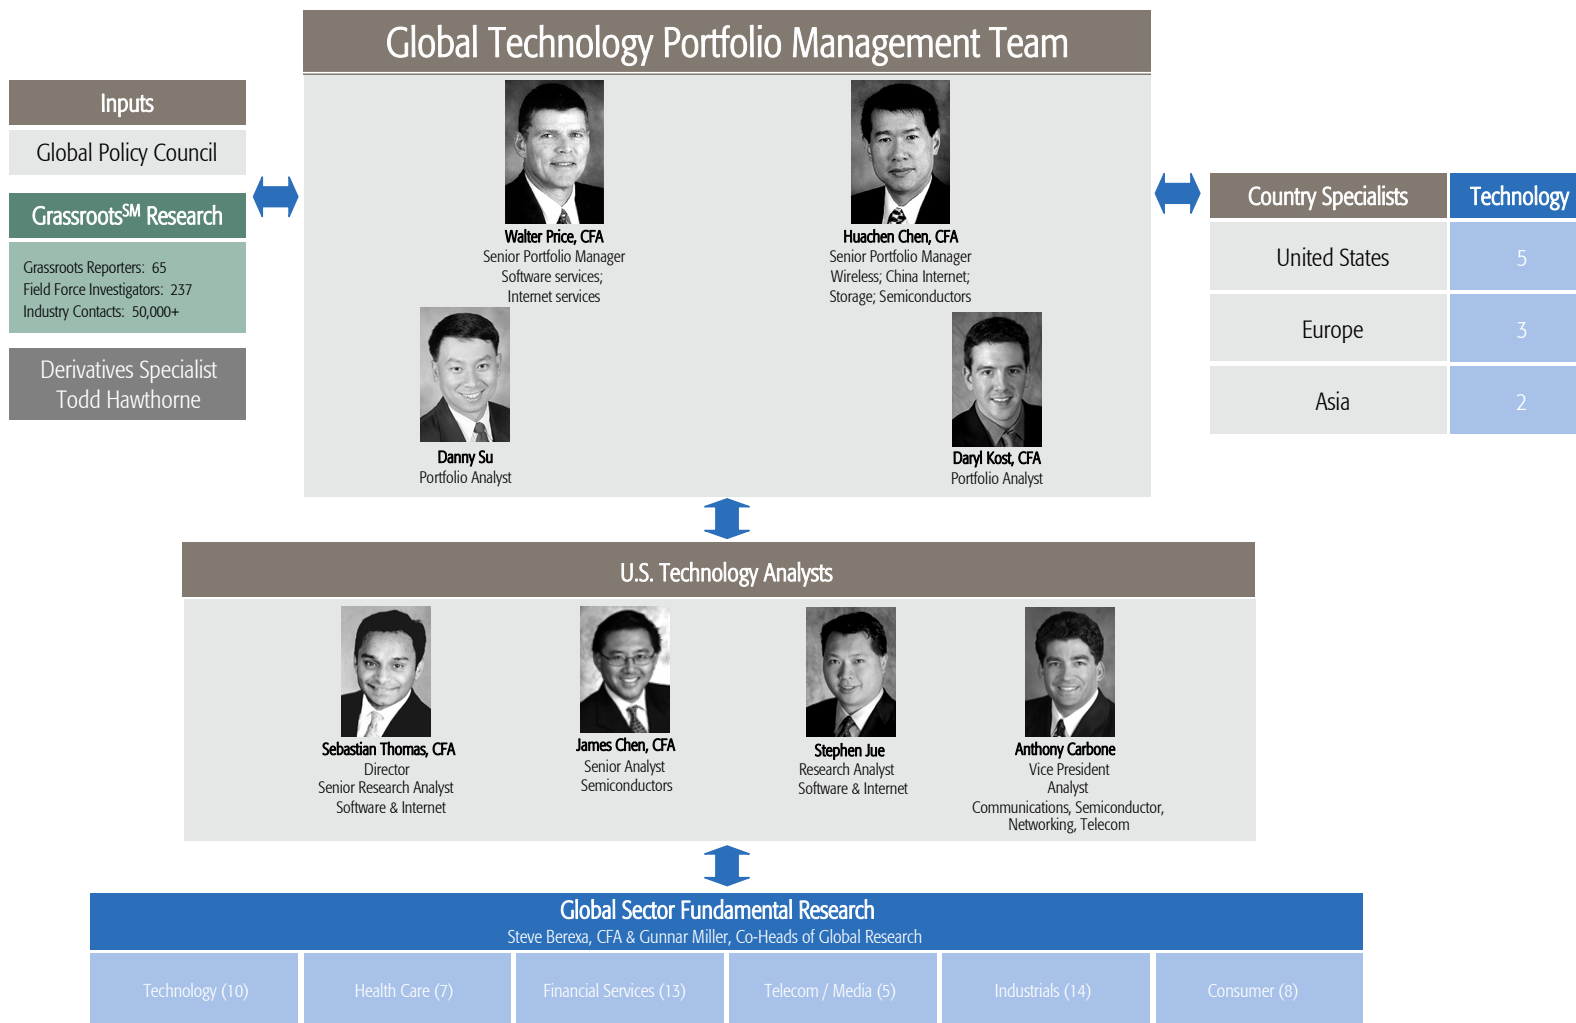 Global Technology Portfolio Management Team
Inputs
Global Policy Council
Grassroots℠ Research
Grassroots Reporters: 65
Field Force Investigators: 237
Industry Contacts: 50,000+
Derivatives Specialist
Todd Hawthorne
Walter Price, CFA
Senior Portfolio Manager
Software services;
Internet services
Huachen Chen, CFA
Senior Portfolio Manager
Wireless; China Internet;
Storage; Semiconductors
Danny Su
Portfolio Analyst
Daryl Kost, CFA
Portfolio Analyst
Country Specialists Technology
United States 5
Europe 3
Asia 2
U.S. Technology Analysts
Sebastian Thomas, CFA
Director
Senior Research Analyst
Software & Internet
James Chen, CFA
Senior Analyst
Semiconductors
Stephen Jue
Research Analyst
Software & Internet
Anthony Carbone
Vice President
Analyst
Communications, Semiconductor,
Networking, Telecom
Global Sector Fundamental Research
Steve Berexa, CFA & Gunnar Miller, Co-Heads of Global Research
Technology (10) Health Care (7) Financial Services (13) Telecom / Media (5) Industrials (14) Consumer (8)